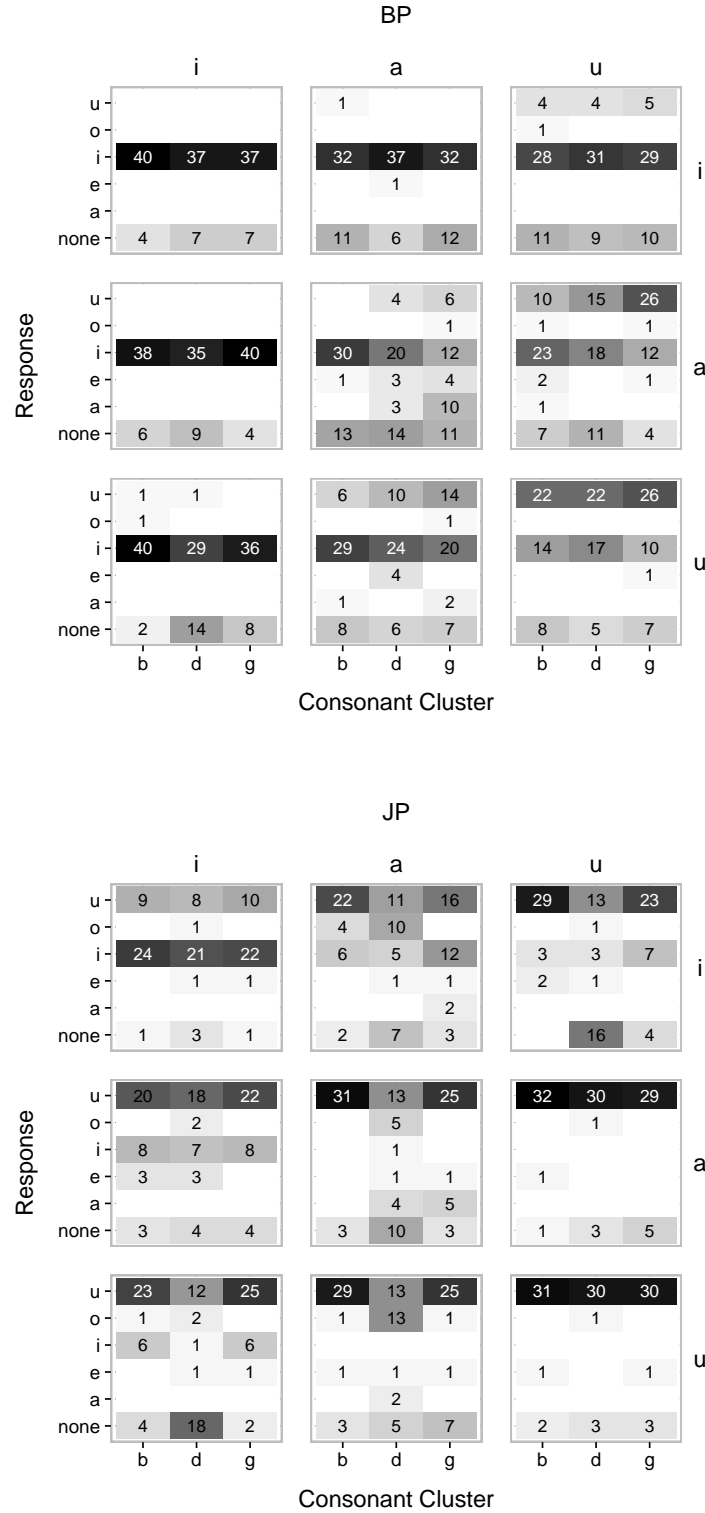 BP
i a u
u 1 4 4 5
o 1
i 40 37 37 32 37 32 28 31 29 i
e 1
a
none 4 7 7 11 6 12 11 9 10
u 4 6 10 15 26
o 1 1 1
i 38 35 40 30 20 12 23 18 12 a
e 1 3 4 2 1
a 3 10 1
none 6 9 4 13 14 11 7 11 4
Response
u 1 1 6 10 14 22 22 26
o 1 1
i 40 29 36 29 24 20 14 17 10 u
e 4 1
a 1 2
none 2 14 8 8 6 7 8 5 7
b d g b d g b d g
Consonant Cluster
JP
i a u
u 9 8 10 22 11 16 29 13 23
o 1 4 10 1
i 24 21 22 6 5 12 3 3 7 i
e 1 1 1 1 2 1
a 2
none 1 3 1 2 7 3 16 4
u 20 18 22 31 13 25 32 30 29
o 2 5 1
i 8 7 8 1 a
e 3 3 1 1 1
a 4 5
none 3 4 4 3 10 3 1 3 5
Response
u 23 12 25 29 13 25 31 30 30
o 1 2 1 13 1 1
i 6 1 6 u
e 1 1 1 1 1 1 1
a 2
none 4 18 2 3 5 7 2 3 3
b d g b d g b d g
Consonant Cluster